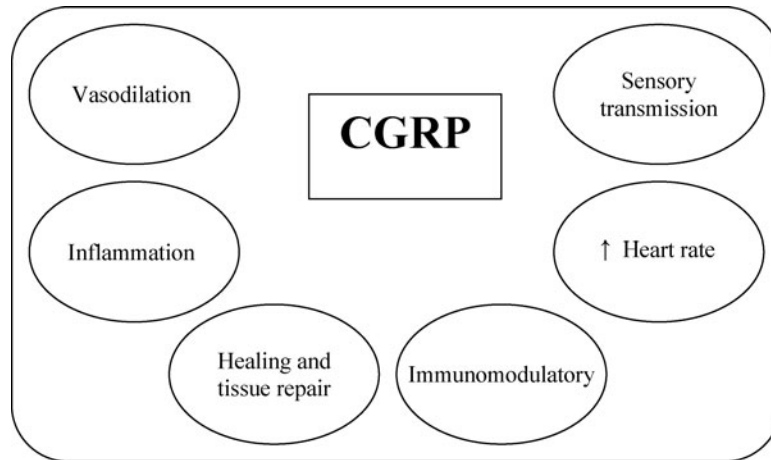 CGRP
Vasodilation
Sensory
transmission
Inflammation
↑ Heart rate
Healing and
tissue repair
Immunomodulatory